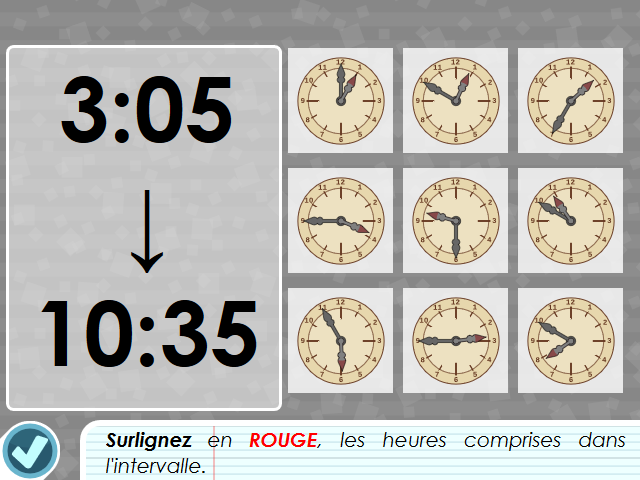 3:05
↓
10:35
Surlignez en ROUGE, les heures comprises dans
l'intervalle.